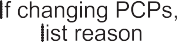 If changing PCPs,
list reason